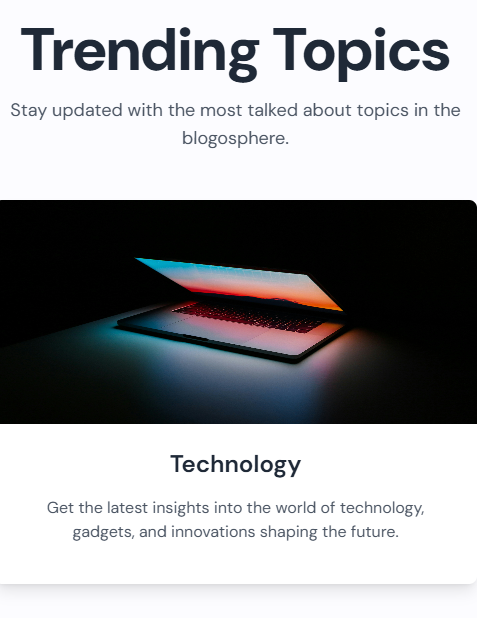 Trending Topics
Stay updated with the most talked about topics in the
blogosphere.
Technology
Get the latest insights into the world of technology,
gadgets, and innovations shaping the future.